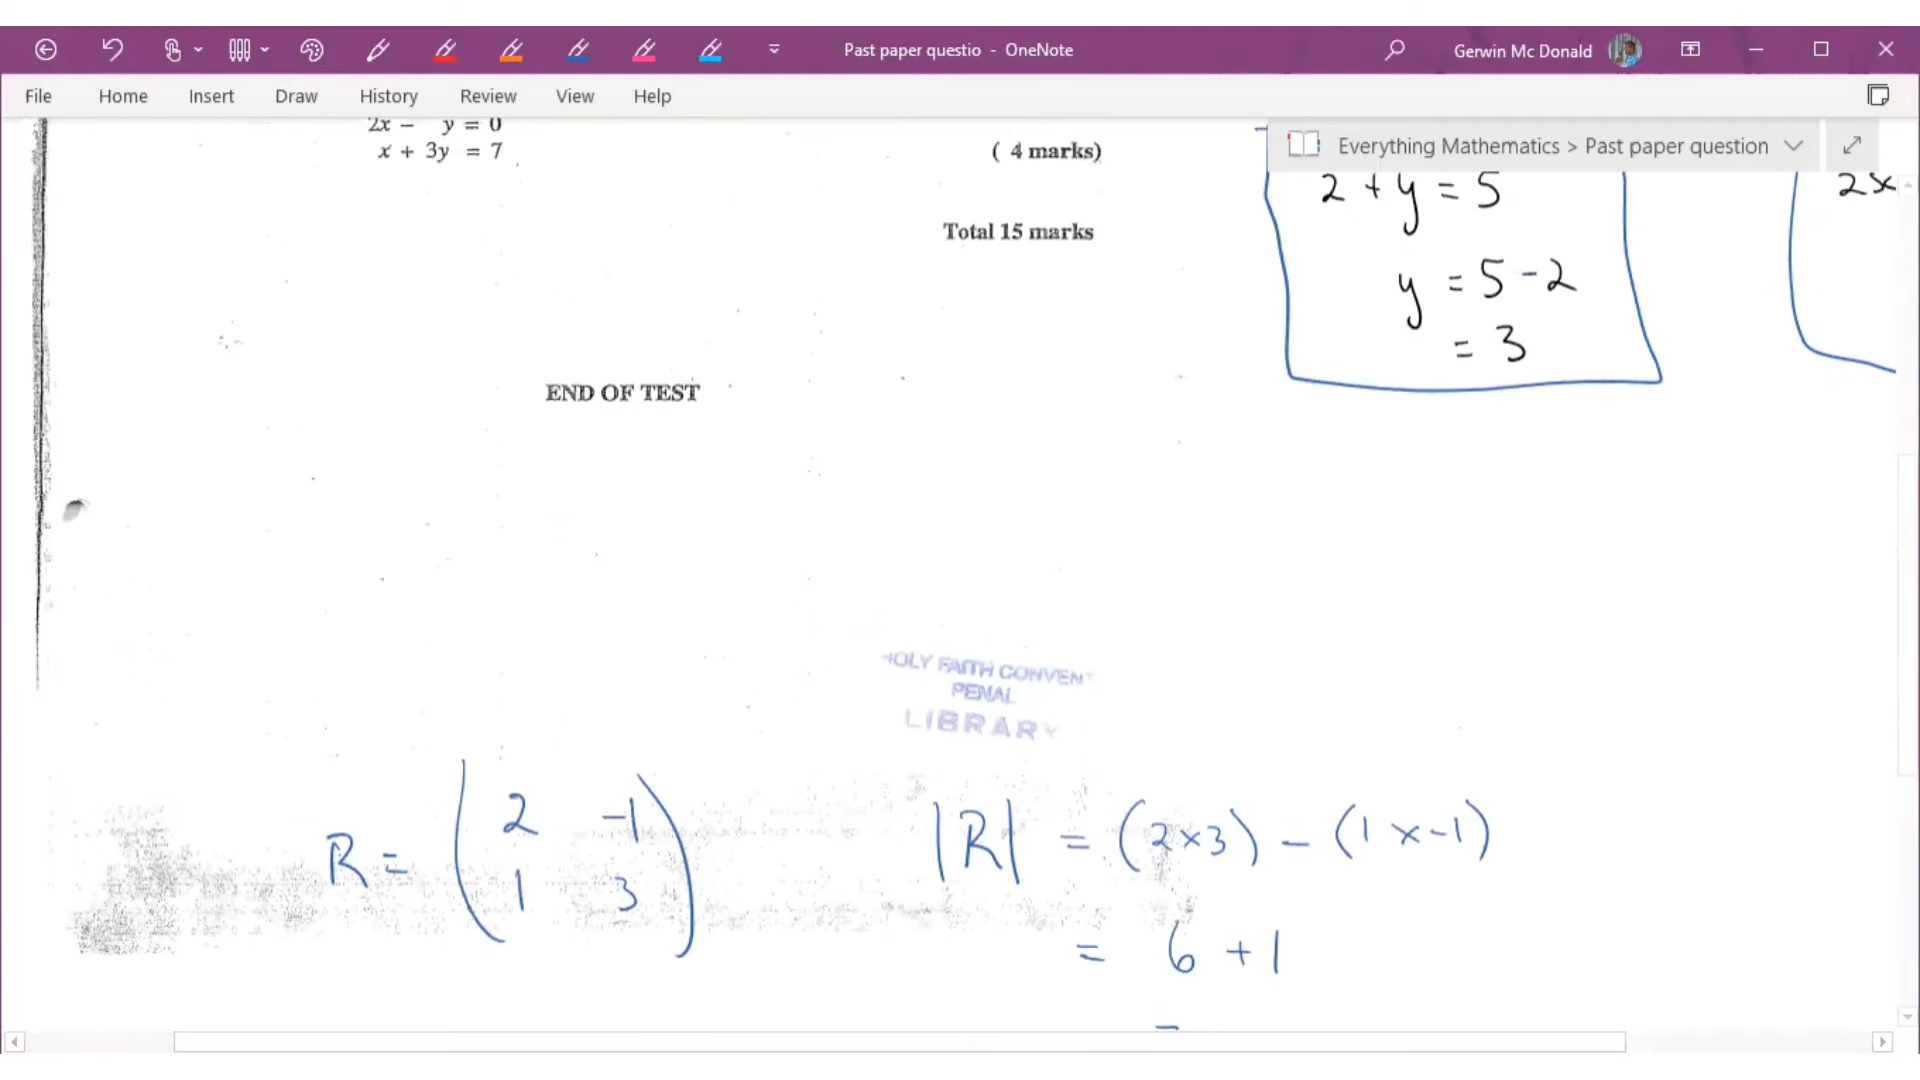 Past paper questio - OneNote
Gerwin Mc Donald
File Home Insert Draw History Review View Help
Everything Mathematics > Past paper question
2x - y = 0
x + 3y = 7
( 4 marks)
Total 15 marks
2 + y = 5
y = 5 - 2
= 3
2x
END OF TEST
HOLY FAITH CONVEN
PENAL
LIBRARY
R = ( 2 -1
1 3 )
|R| = (2×3) - (1 × -1)
= 6 + 1